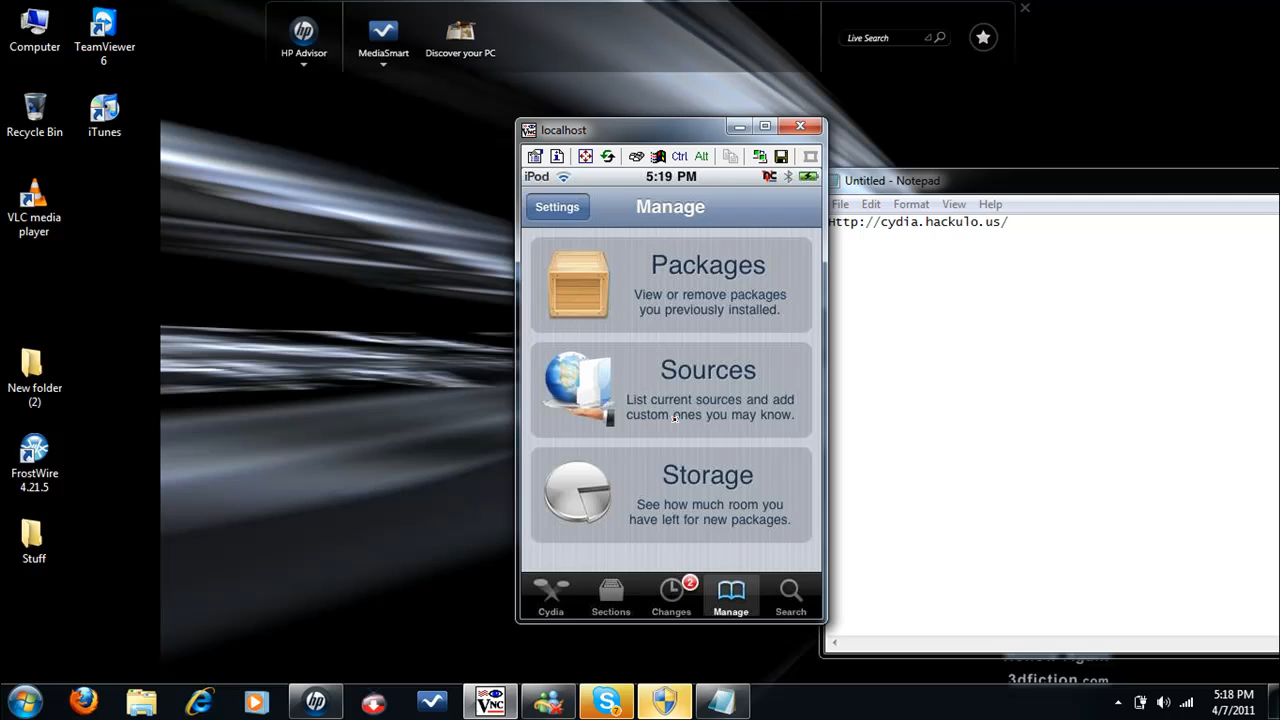 Computer
TeamViewer
6
Recycle Bin
iTunes
VLC media
player
New folder
(2)
FrostWire
4.21.5
Stuff
HP Advisor
MediaSmart
Discover your PC
Live Search
localhost
Ctrl Alt
iPod
5:19 PM
Settings
Manage
Packages
View or remove packages
you previously installed.
Sources
List current sources and add
custom ones you may know.
Storage
See how much room you
have left for new packages.
Cydia
Sections
Changes
2
Manage
Search
Untitled - Notepad
File Edit Format View Help
Http://cydia.hackulo.us/
3dfiction.com
hp
VNC
7
5:18 PM
4/7/2011